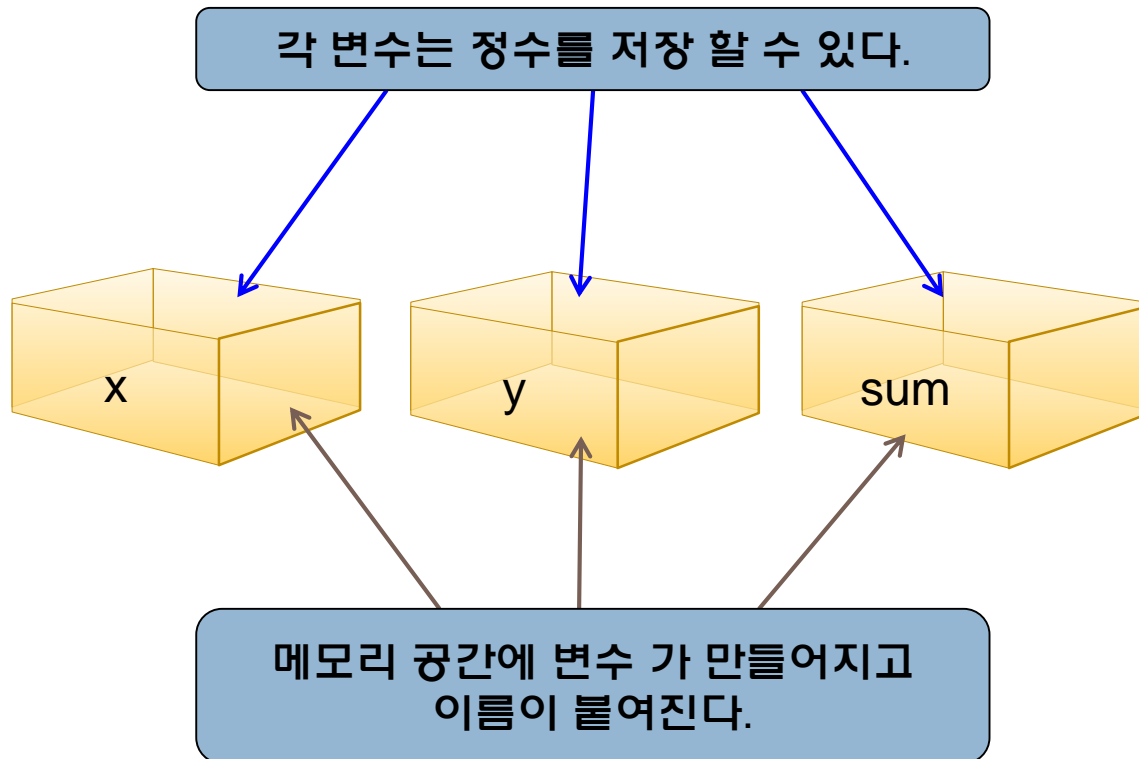 각 변수는 정수를 저장 할 수 있다.
x
y
sum
메모리 공간에 변수 가 만들어지고
이름이 붙여진다.